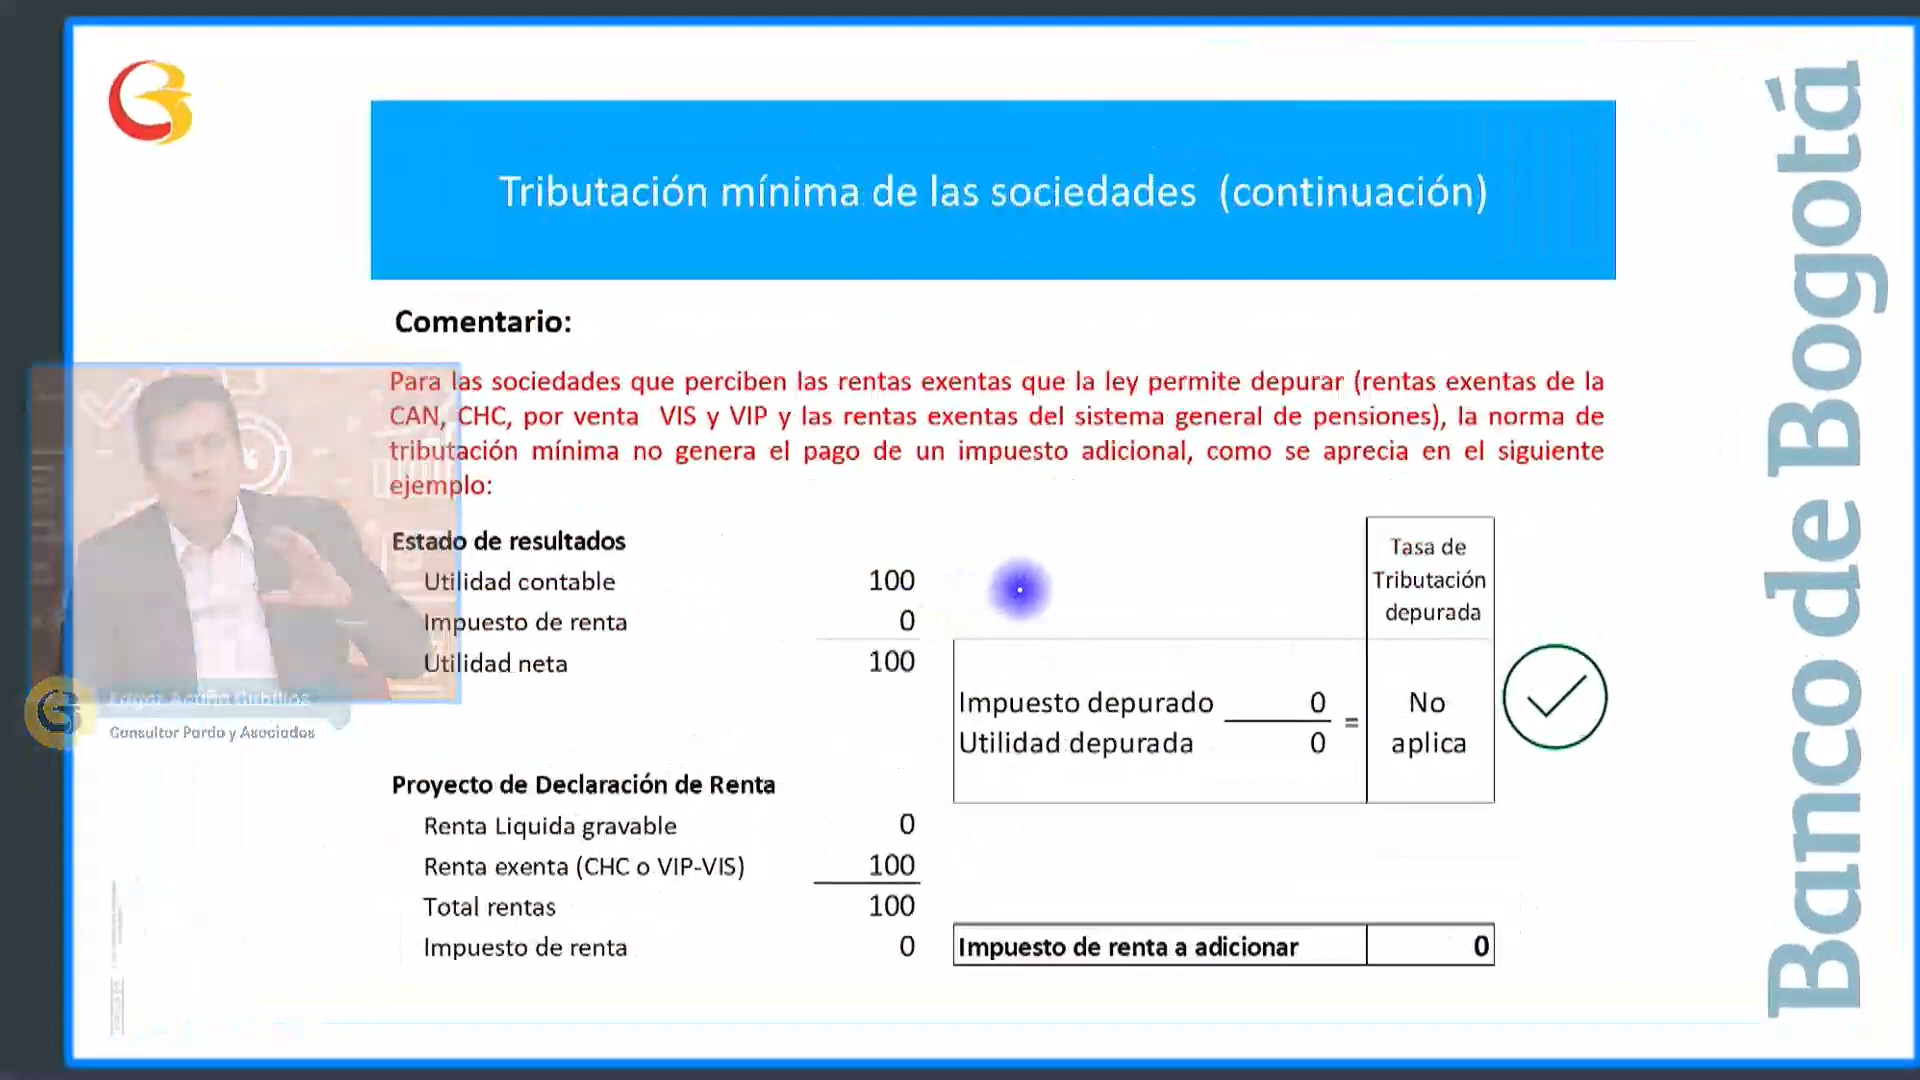 Tributación mínima de las sociedades (continuación)
Comentario:
Para las sociedades que perciben las rentas exentas que la ley permite depurar (rentas exentas de la
CAN, CHC, por venta VIS y VIP y las rentas exentas del sistema general de pensiones), la norma de
tributación mínima no genera el pago de un impuesto adicional, como se aprecia en el siguiente
ejemplo:
Estado de resultados
Utilidad contable 100
Impuesto de renta 0
Utilidad neta 100
Tasa de
Tributación
depurada
Impuesto depurado 0
Utilidad depurada 0
=
No
aplica
Proyecto de Declaración de Renta
Renta Liquida gravable 0
Renta exenta (CHC o VIP-VIS) 100
Total rentas 100
Impuesto de renta 0
Impuesto de renta a adicionar 0
Consultor Pardo y Asociados
Banco de Bogotá